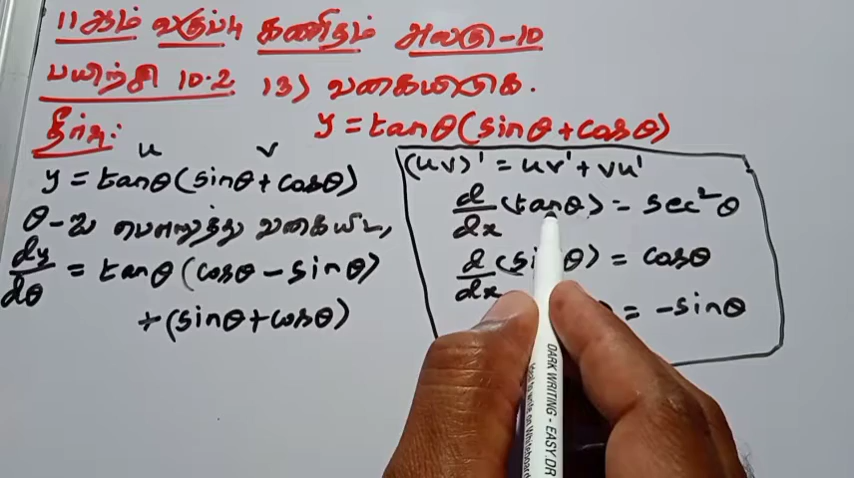 11ஆம் வகுப்பு கணிதம் அலகு-10
பயிற்சி 10.2 13) வகையிடுக.
தீர்வு: y = tanθ(sinθ + cosθ)
u v
y = tanθ(sinθ + cosθ)
θ-ஐ பொறுத்து வகையிட,
dy/dθ = tanθ(cosθ - sinθ)
+(sinθ + cosθ)
(uv)' = uv' + vu'
d/dx (tanθ) = sec²θ
d/dx (sin θ) = cosθ
= -sinθ
DARK WRITING - EASY DR